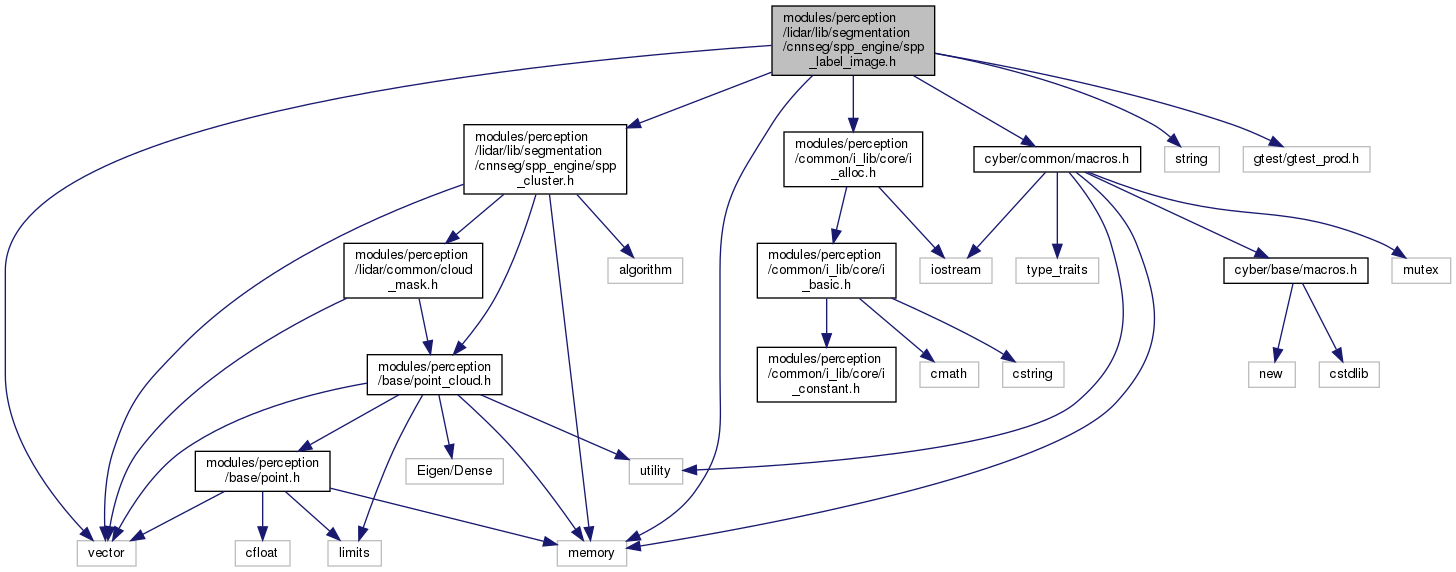 modules/perception
/lidar/lib/segmentation
/cnnseg/spp_engine/spp
_label_image.h
modules/perception
/lidar/lib/segmentation
/cnnseg/spp_engine/spp
_cluster.h
modules/perception
/common/i_lib/core/i
_alloc.h
cyber/common/macros.h
string
gtest/gtest_prod.h
modules/perception
/lidar/common/cloud
_mask.h
algorithm
modules/perception
/common/i_lib/core/i
_basic.h
iostream
type_traits
cyber/base/macros.h
mutex
modules/perception
/base/point_cloud.h
modules/perception
/common/i_lib/core/i
_constant.h
cmath
cstring
new
cstdlib
modules/perception
/base/point.h
Eigen/Dense
utility
vector
cfloat
limits
memory